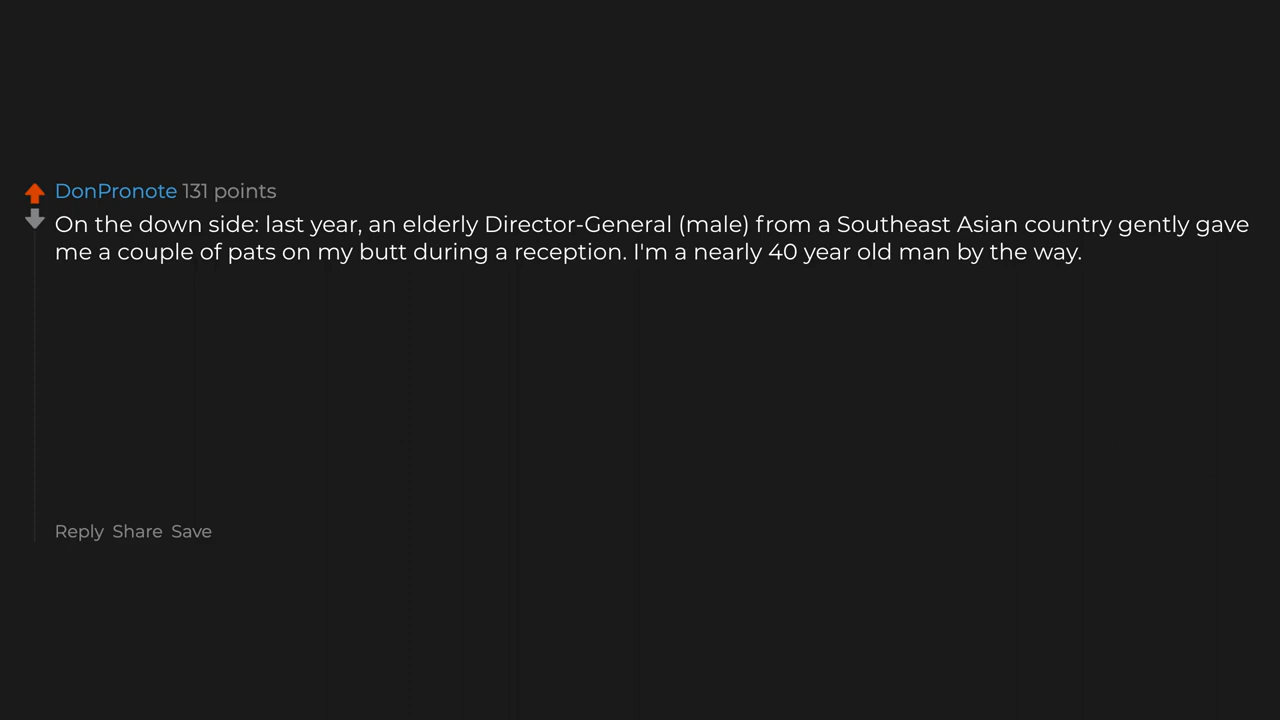 DonPronote 131 points
On the down side: last year, an elderly Director-General (male) from a Southeast Asian country gently gave
me a couple of pats on my butt during a reception. I'm a nearly 40 year old man by the way.
Reply Share Save